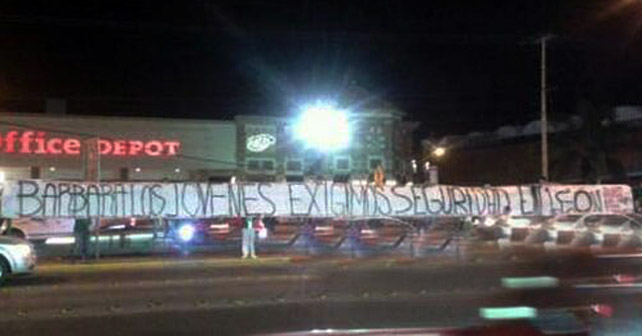 Office DEPOT
BARBARA! LOS JOVENES EXIGIMOS SEGURIDAD EN LEON